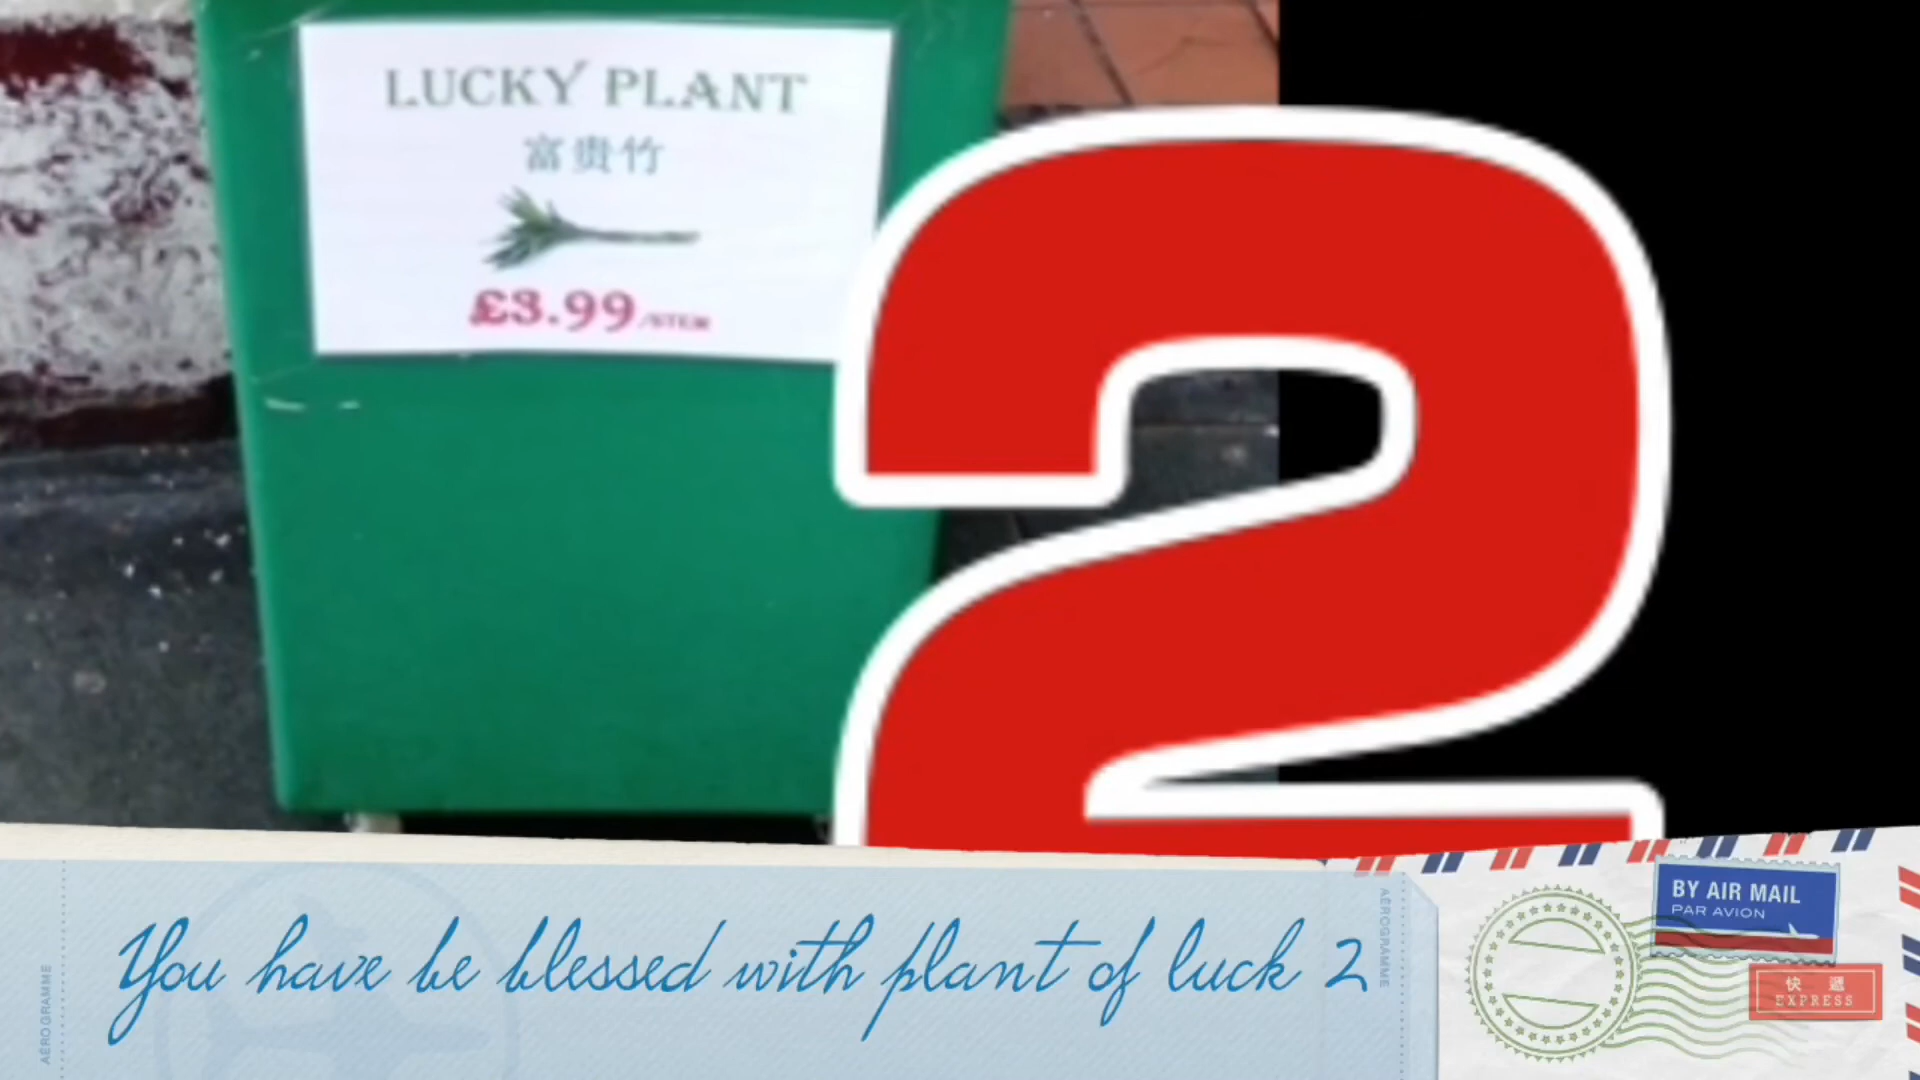 LUCKY PLANT
富贵竹
£3.99/STEM
2
You have be blessed with plant of luck 2
AÉROGRAMME
AÉROGRAMME
BY AIR MAIL
PAR AVION
快遞
EXPRESS